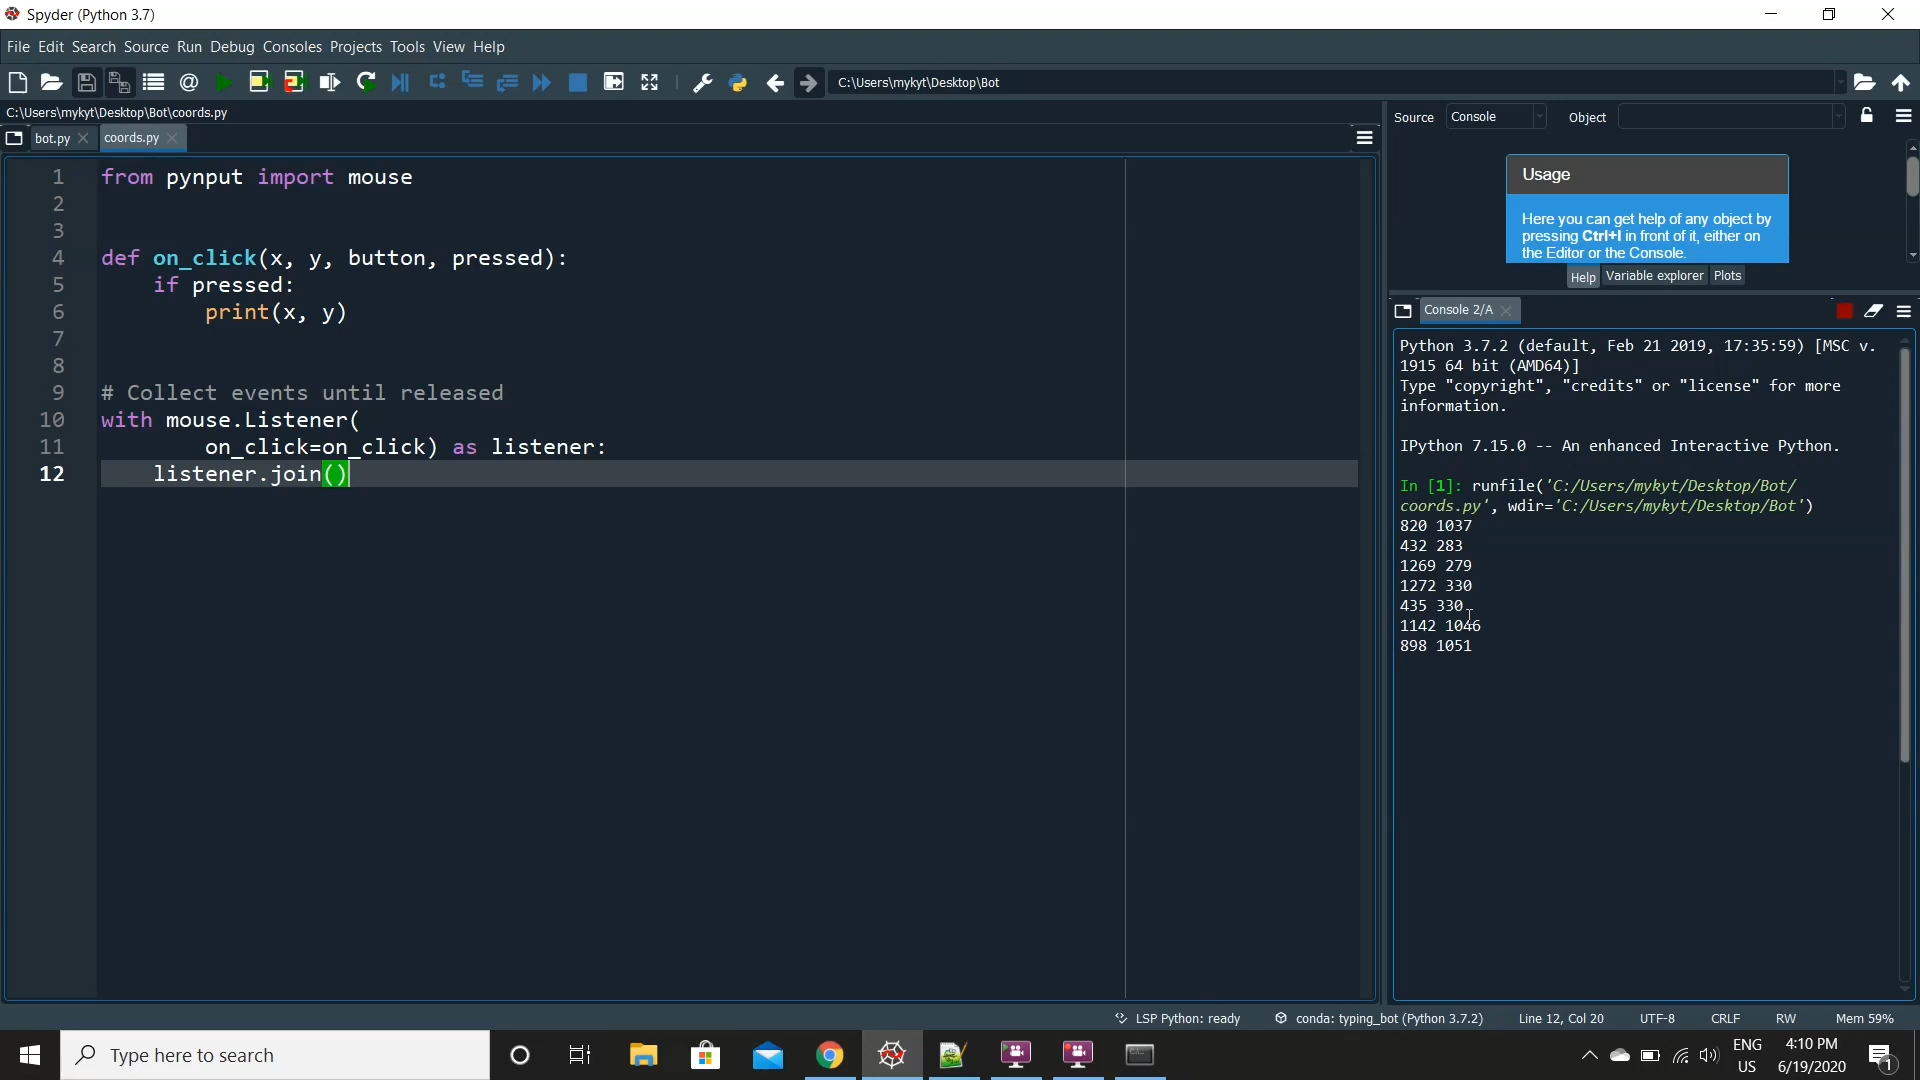 Spyder (Python 3.7)
File Edit Search Source Run Debug Consoles Projects Tools View Help
C:\Users\mykyt\Desktop\Bot
C:\Users\mykyt\Desktop\Bot\coords.py
bot.py
coords.py
1 from pynput import mouse
2
3
4 def on_click(x, y, button, pressed):
5 if pressed:
6 print(x, y)
7
8
9 # Collect events until released
10 with mouse.Listener(
11 on_click=on_click) as listener:
12 listener.join()
Source Console Object
Usage
Here you can get help of any object by
pressing Ctrl+I in front of it, either on
the Editor or the Console.
Help Variable explorer Plots
Console 2/A
Python 3.7.2 (default, Feb 21 2019, 17:35:59) [MSC v.
1915 64 bit (AMD64)]
Type "copyright", "credits" or "license" for more
information.
IPython 7.15.0 -- An enhanced Interactive Python.
In [1]: runfile('C:/Users/mykyt/Desktop/Bot/
coords.py', wdir='C:/Users/mykyt/Desktop/Bot')
820 1037
432 283
1269 279
1272 330
435 330
1142 1046
898 1051
LSP Python: ready conda: typing_bot (Python 3.7.2) Line 12, Col 20 UTF-8 CRLF RW Mem 59%
Type here to search
ENG
US
4:10 PM
6/19/2020
1